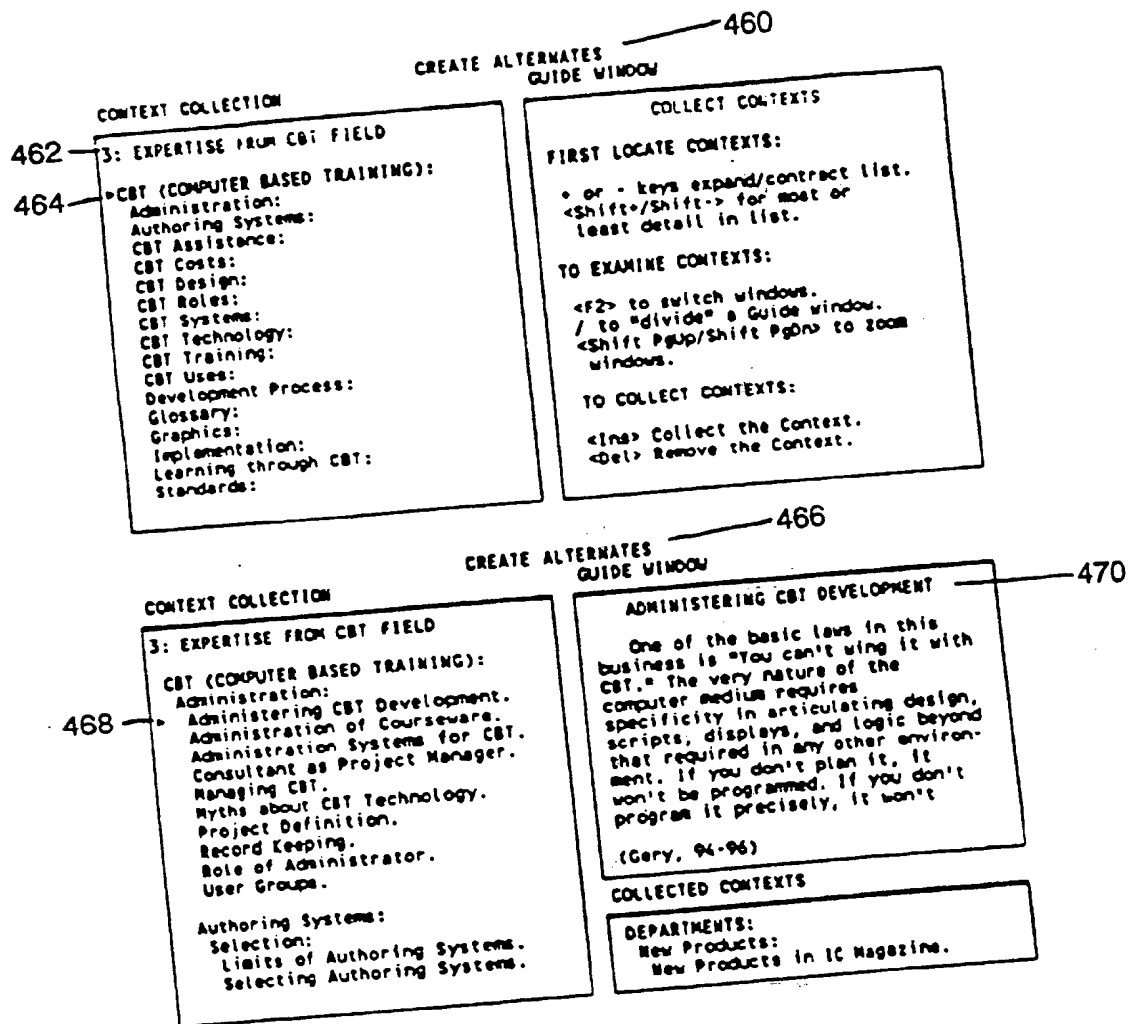 460
CREATE ALTERNATES
CONTEXT COLLECTION
GUIDE WINDOW
462
3: EXPERTISE FROM CBT FIELD
464
CBT (COMPUTER BASED TRAINING):
Administration:
Authoring Systems:
CBT Assistance:
CBT Costs:
CBT Design:
CBT Roles:
CBT Systems:
CBT Technology:
CBT Training:
CBT Uses:
Development Process:
Glossary:
Graphics:
Implementation:
Learning through CBT:
Standards:
COLLECT CONTEXTS
FIRST LOCATE CONTEXTS:
+ or - keys expand/contract list.
<Shift+/Shift-> for most or
least detail in list.
TO EXAMINE CONTEXTS:
<F2> to switch windows.
/ to "divide" a Guide window.
<Shift PgUp/Shift PgDn> to zoom
windows.
TO COLLECT CONTEXTS:
<Ins> Collect the Context.
<Del> Remove the Context.
466
CREATE ALTERNATES
CONTEXT COLLECTION
GUIDE WINDOW
3: EXPERTISE FROM CBT FIELD
CBT (COMPUTER BASED TRAINING):
Administration:
468
Administering CBT Development.
Administration of Courseware.
Administration Systems for CBT.
Consultant as Project Manager.
Managing CBT.
Myths about CBT Technology.
Project Definition.
Record Keeping.
Role of Administrator.
User Groups.
Authoring Systems:
Selection:
Limits of Authoring Systems.
Selecting Authoring Systems.
470
ADMINISTERING CBT DEVELOPMENT
One of the basic laws in this
business is "You can't wing it with
CBT." The very nature of the
computer medium requires
specificity in articulating design,
scripts, displays, and logic beyond
that required in any other environ-
ment. If you don't plan it, it
won't be programmed. If you don't
program it precisely, it won't
(Gery, 94-96)
COLLECTED CONTEXTS
DEPARTMENTS:
New Products:
New Products in IC Magazine.